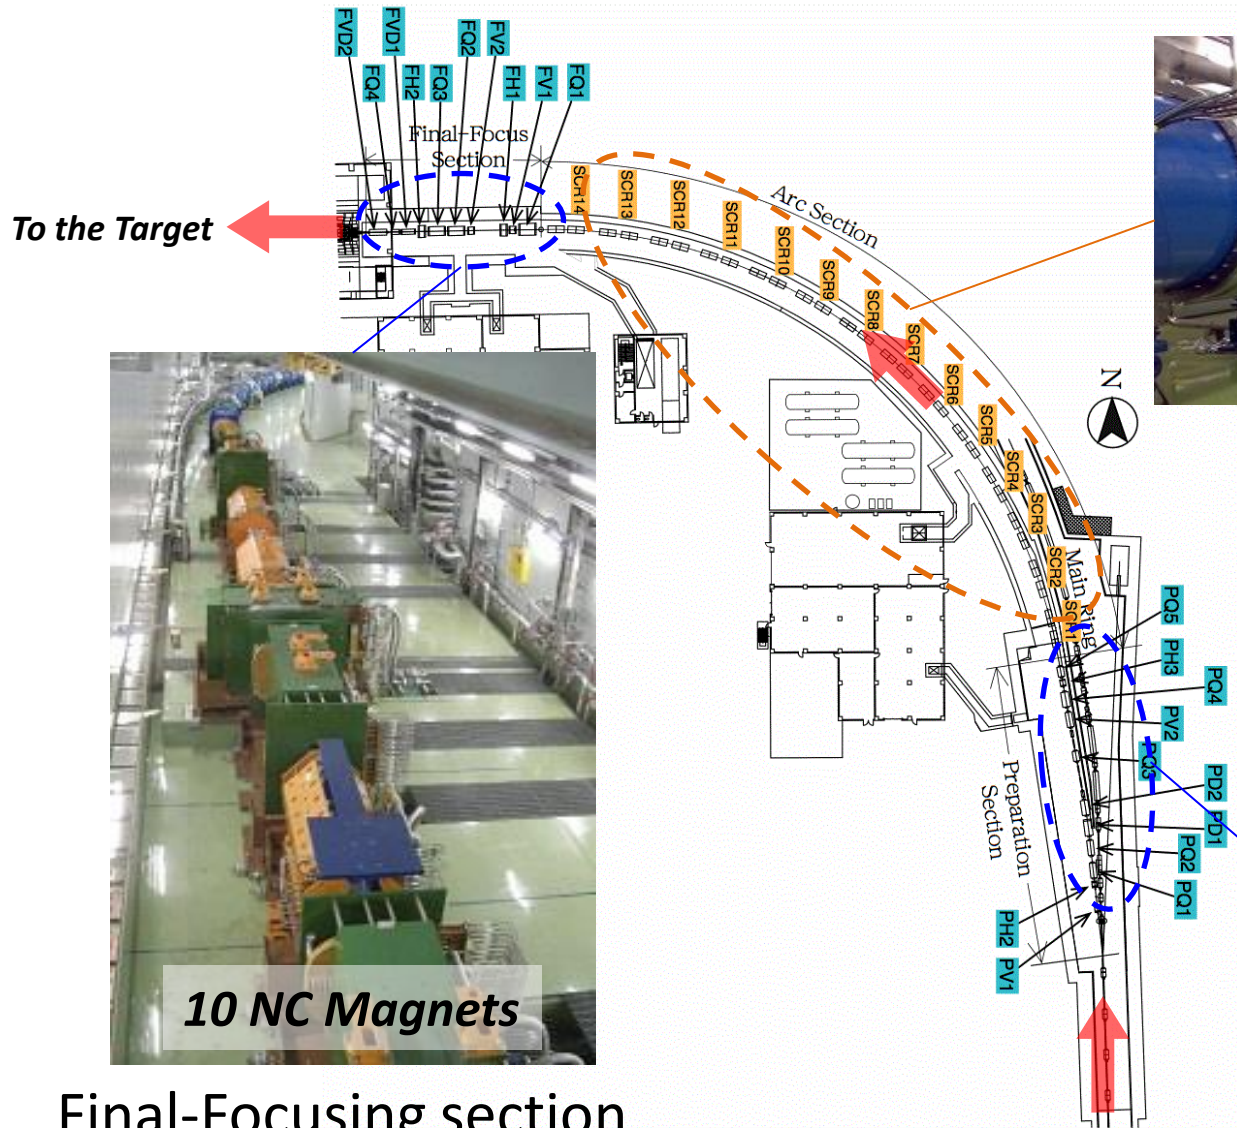 FVD2
FVD1
FQ2
FV2
FQ4
FH2
FQ3
FH1
FV1
FQ1
Final-Focus
Section
To the Target
SCR14
SCR13
SCR12
SCR11
SCR10
SCR9
SCR8
SCR7
SCR6
SCR5
SCR4
SCR3
SCR2
SCR1
Arc Section
N
Main Ring
PQ5
PH3
PQ4
PV2
PQ3
PD2
PD1
PQ2
PQ1
PH2
PV1
Preparation
Section
10 NC Magnets
Final-Focusing section